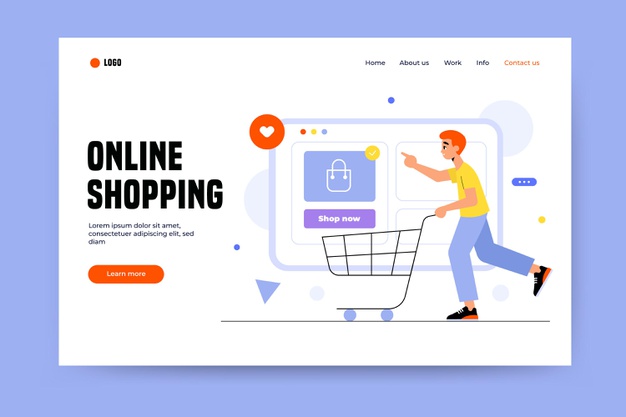 LOGO
Home
About us
Work
Info
Contact us
ONLINE
SHOPPING
Lorem ipsum dolor sit amet,
consectetuer adipiscing elit, sed
diam
Learn more
Shop now